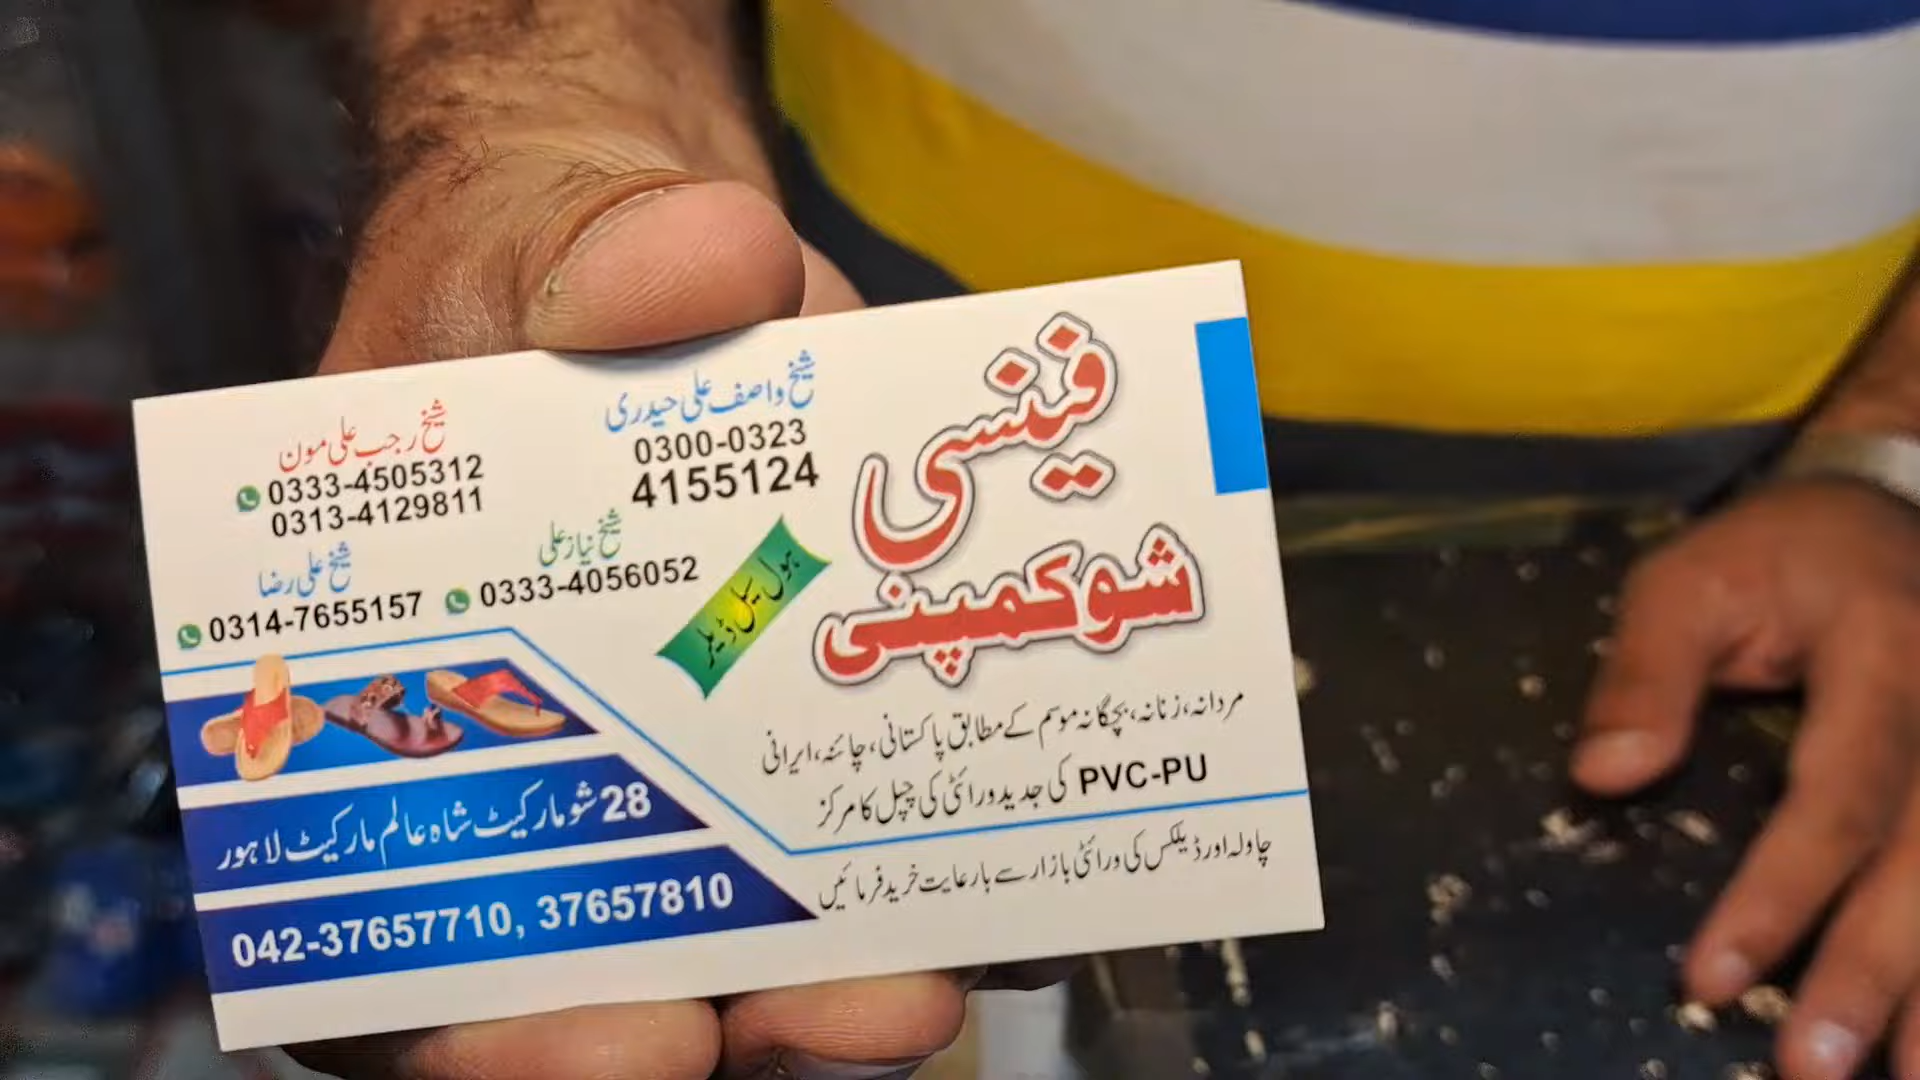 فینسی
شوکمپنی
ہول سیل ڈیلر
شیخ واصف علی حیدری
0300-0323
4155124
شیخ رجب علی مون
0333-4505312
0313-4129811
شیخ نیاز علی
0333-4056052
شیخ علی رضا
0314-7655157
مردانہ، زنانہ، بچگانہ موسم کے مطابق پاکستانی، چائنہ، ایرانی
PVC-PU کی جدید ورائٹی کی چپل کا مرکز
چاولہ اور ڈیلکس کی ورائٹی بازار سے بارعایت خرید فرمائیں
28 شو مارکیٹ شاہ عالم مارکیٹ لاہور
042-37657710, 37657810